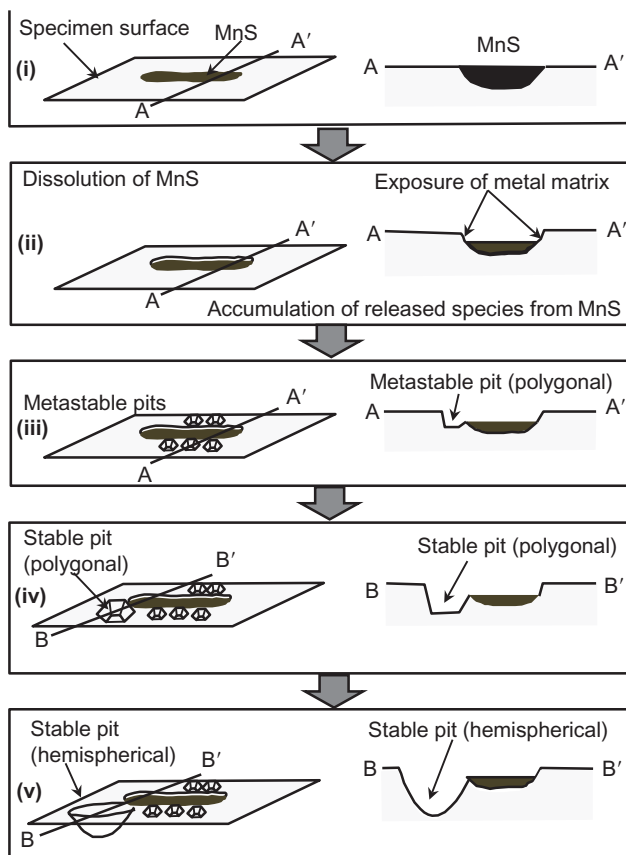 Specimen surface
MnS
A′
(i)
A
MnS
A
A′
Dissolution of MnS
Exposure of metal matrix
(ii)
A′
A
A
A′
Accumulation of released species from MnS
Metastable pits
A′
(iii)
A
Metastable pit (polygonal)
A
A′
Stable pit
(polygonal)
B′
(iv)
B
Stable pit (polygonal)
B
B′
Stable pit
(hemispherical)
B′
(v)
B
Stable pit (hemispherical)
B
B′